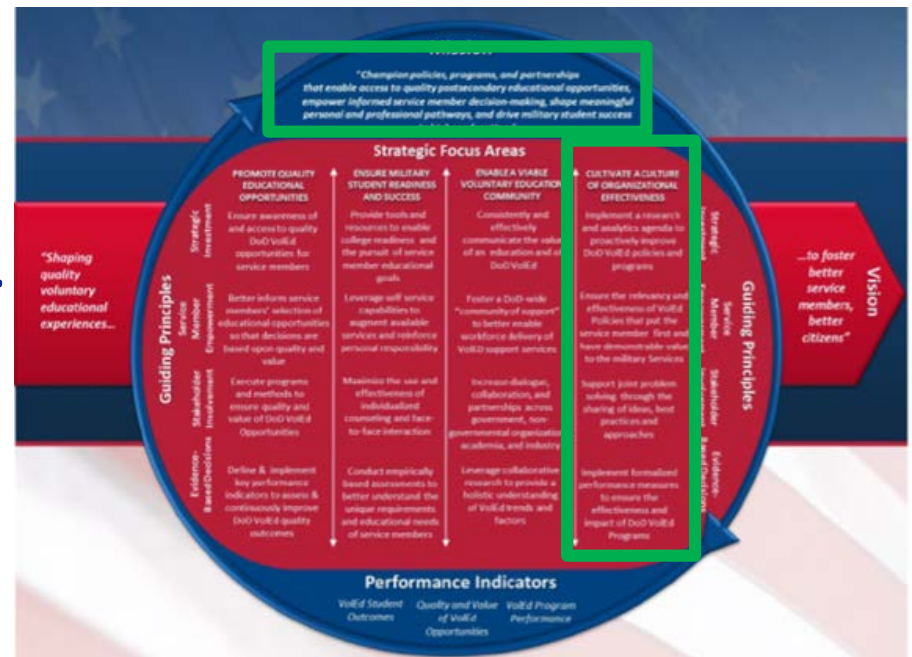 MISSION
"Champion policies, programs, and partnerships
that enable access to quality postsecondary educational opportunities,
empower informed service member decision-making, shape meaningful
personal and professional pathways, and drive military student success
Strategic Focus Areas
PROMOTE QUALITY
EDUCATIONAL
OPPORTUNITIES
ENSURE MILITARY
STUDENT READINESS
AND SUCCESS
ENABLE A VIABLE
VOLUNTARY EDUCATION
COMMUNITY
CULTIVATE A CULTURE
OF ORGANIZATIONAL
EFFECTIVENESS
Strategic
Investment
Ensure awareness of
and access to quality
DoD VolEd
opportunities for
service members
Provide tools and
resources to enable
college readiness and
the pursuit of service
member educational
goals
Consistently and
effectively
communicate the value
of an education and of
DoD VolEd
Implement a research
and analytics agenda to
proactively improve
DoD VolEd policies and
programs
Strategic
Investment
Service
Member
Empowerment
Better inform service
members' selection of
educational opportunities
so that decisions are
based upon quality and
value
Leverage self service
capabilities to
augment available
services and reinforce
personal responsibility
Foster a DoD-wide
"community of support"
to better enable
workforce delivery of
VolED support services
Ensure the relevancy and
effectiveness of VolEd
Policies that put the
service member first and
have demonstrable value
to the military Services
Service
Member
Stakeholder
Involvement
Execute programs
and methods to
ensure quality and
value of DoD VolEd
Opportunities
Maximize the use and
effectiveness of
individualized
counseling and face-
to-face interaction
Increase dialogue,
collaboration, and
partnerships across
government, non-
governmental organization,
academia, and industry
Support joint problem
solving, through the
sharing of ideas, best
practices and
approaches
Stakeholder
Evidence-
Based Decisions
Define & implement
key performance
indicators to assess &
continuously improve
DoD VolEd quality
outcomes
Conduct empirically
based assessments to
better understand the
unique requirements
and educational needs
of service members
Leverage collaborative
research to provide a
holistic understanding
of VolEd trends and
factors
Implement formalized
performance measures
to ensure the
effectiveness and
impact of DoD VolEd
Programs
Evidence-
Based Decisions
Guiding Principles
Guiding Principles
"Shaping
quality
voluntary
educational
experiences...
...to foster
better
service
members,
better
citizens"
Vision
Performance Indicators
VolEd Student
Outcomes
Quality and Value
of VolEd
Opportunities
VolEd Program
Performance